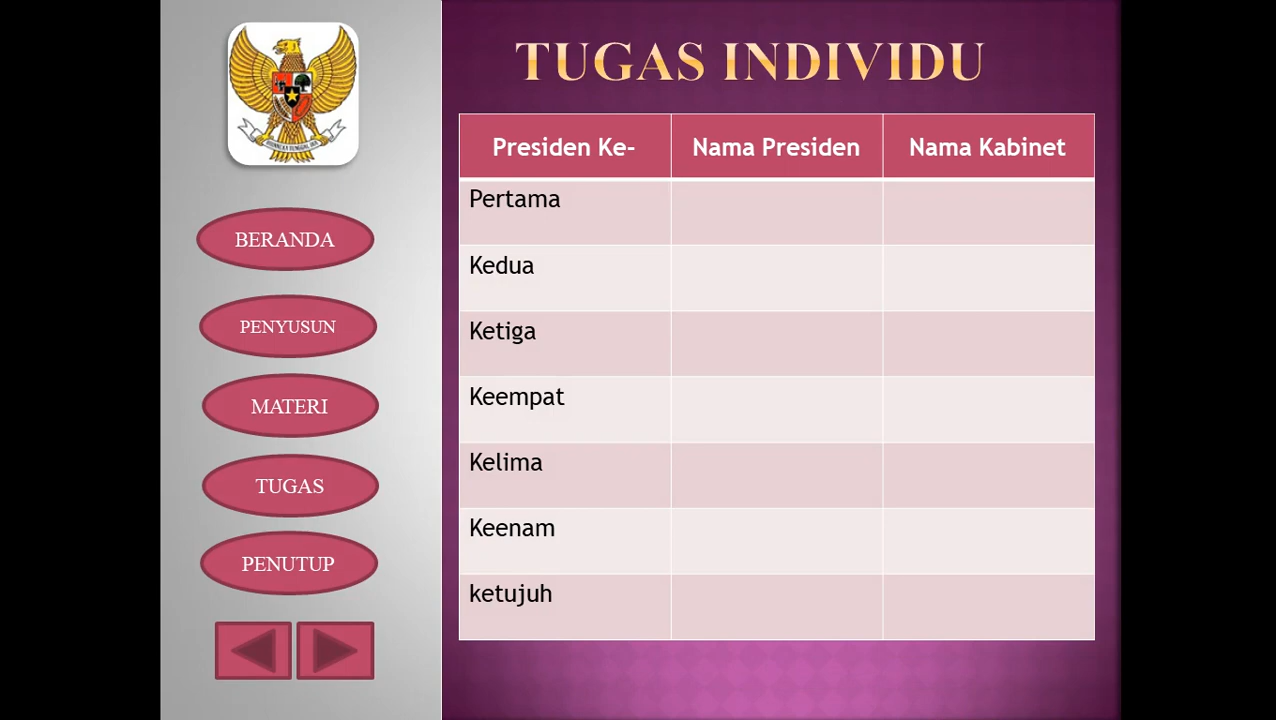 TUGAS INDIVIDU
BERANDA
PENYUSUN
MATERI
TUGAS
PENUTUP
Presiden Ke- Nama Presiden Nama Kabinet
Pertama
Kedua
Ketiga
Keempat
Kelima
Keenam
ketujuh